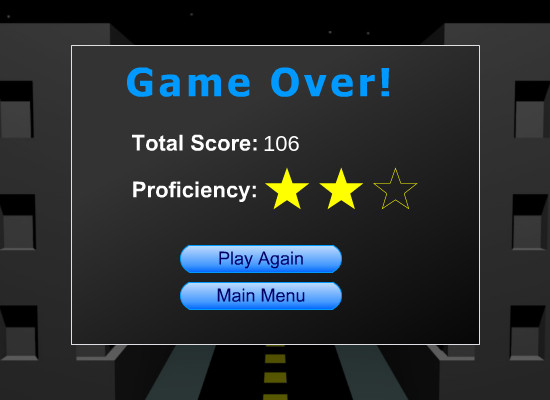 Game Over!
Total Score: 106
Proficiency:
Play Again
Main Menu